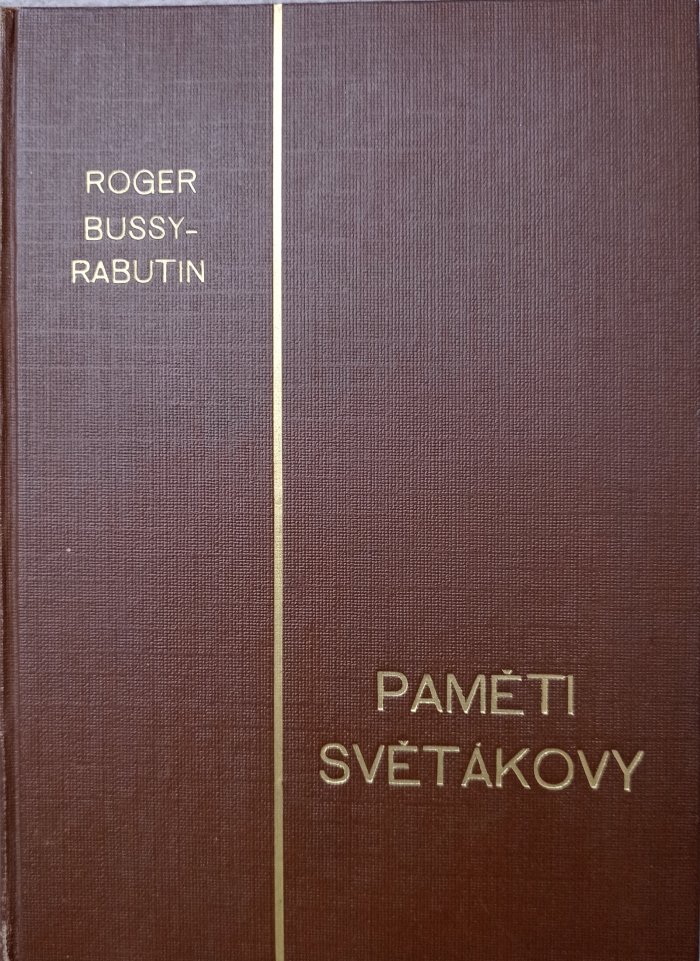 ROGER
BUSSY-
RABUTIN
PAMĚTI
SVĚTÁKOVY